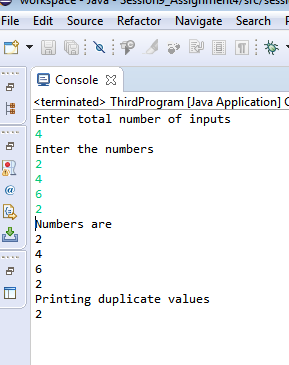 workspace - Java - Session9_Assignment4/src/sessi
File Edit Source Refactor Navigate Search P
Console
<terminated> ThirdProgram [Java Application] C
Enter total number of inputs
4
Enter the numbers
2
4
6
2
Numbers are
2
4
6
2
Printing duplicate values
2